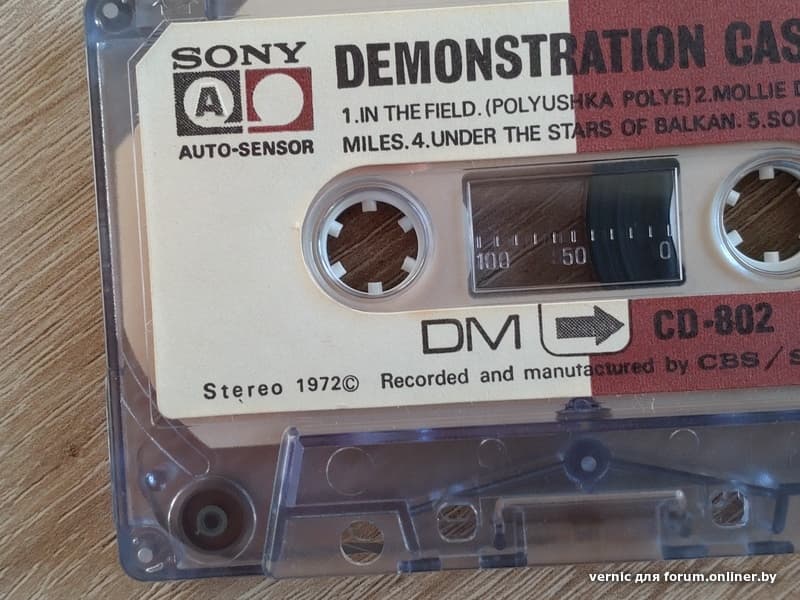 SONY
A
AUTO-SENSOR
DEMONSTRATION CAS
1.IN THE FIELD. (POLYUSHKA POLYE) 2.MOLLIE D
MILES. 4.UNDER THE STARS OF BALKAN. 5.SO
100 50 0
DM CD-802
Stereo 1972© Recorded and manufactured by CBS/S
vernic для forum.onliner.by